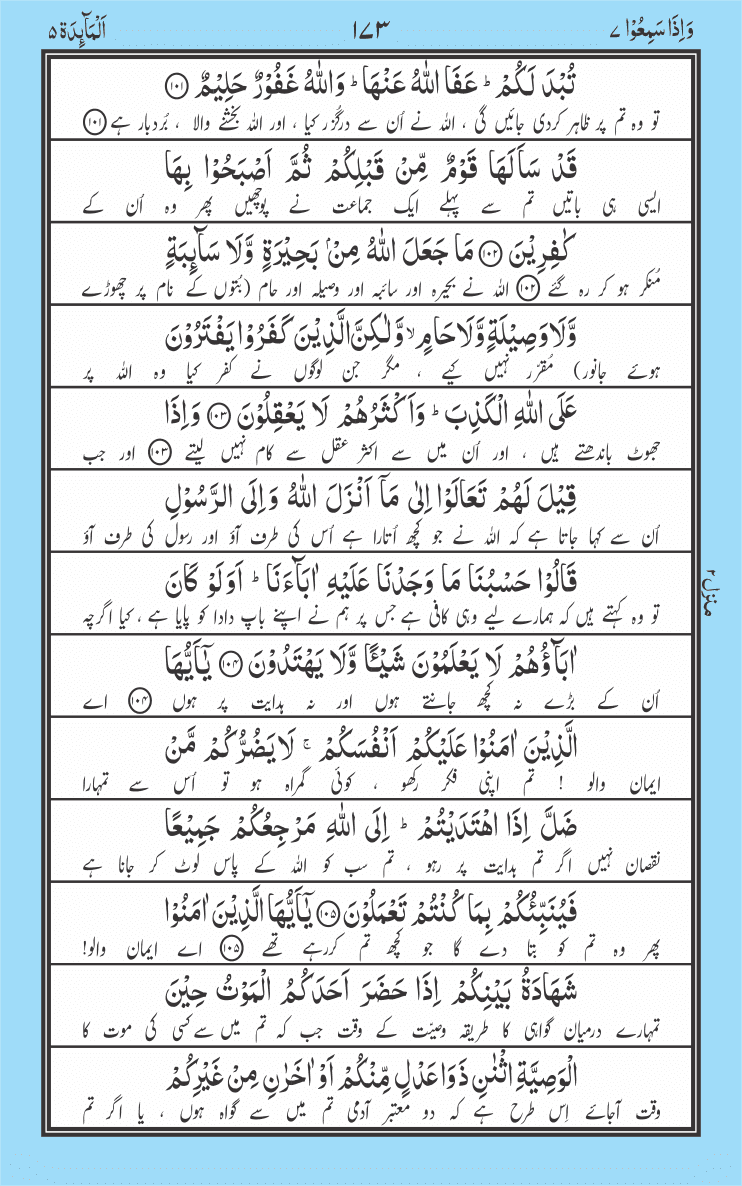 وَاِذَا سَمِعُوْا ٧
١٧٣
اَلْمَآئِدَة ٥
تُبْدَ لَكُمْ ؕ عَفَا اللّٰهُ عَنْهَا ؕ وَاللّٰهُ غَفُوْرٌ حَلِيْمٌ ﴿١٠١﴾
تو وہ تم پر ظاہر کردی جائیں گی ، اللہ نے اُن سے درگُزر کیا ، اور اللہ بخشنے والا ، بُردبار ہے ﴿١٠١﴾
قَدْ سَاَلَهَا قَوْمٌ مِّنْ قَبْلِكُمْ ثُمَّ اَصْبَحُوْا بِهَا
ایسی ہی باتیں تم سے پہلے ایک جماعت نے پوچھیں پھر وہ اُن کے
كٰفِرِيْنَ ﴿١٠٢﴾ مَا جَعَلَ اللّٰهُ مِنْۢ بَحِيْرَةٍ وَّلَا سَآئِبَةٍ
مُنکر ہو کر رہ گئے ﴿١٠٢﴾ اللہ نے بحیرہ اور سائبہ اور وصیلہ اور حام (بُتوں کے نام پر چھوڑے
وَّلَا وَصِيْلَةٍ وَّلَا حَامٍ ۙ وَّلٰكِنَّ الَّذِيْنَ كَفَرُوْا يَفْتَرُوْنَ
ہوئے جانور) مُقرّر نہیں کیے ، مگر جن لوگوں نے کفر کیا وہ اللہ پر
عَلَى اللّٰهِ الْكَذِبَ ؕ وَاَكْثَرُهُمْ لَا يَعْقِلُوْنَ ﴿١٠٣﴾ وَاِذَا
جھوٹ باندھتے ہیں ، اور اُن میں سے اکثر عقل سے کام نہیں لیتے ﴿١٠٣﴾ اور جب
قِيْلَ لَهُمْ تَعَالَوْا اِلٰى مَاۤ اَنْزَلَ اللّٰهُ وَاِلَى الرَّسُوْلِ
اُن سے کہا جاتا ہے کہ اللہ نے جو کچھ اُتارا ہے اُس کی طرف آؤ اور رسول کی طرف آؤ
قَالُوْا حَسْبُنَا مَا وَجَدْنَا عَلَيْهِ اٰبَآءَنَا ؕ اَوَلَوْ كَانَ
تو وہ کہتے ہیں کہ ہمارے لیے وہی کافی ہے جس پر ہم نے اپنے باپ دادا کو پایا ہے ، کیا اگرچہ
اٰبَآؤُهُمْ لَا يَعْلَمُوْنَ شَيْـًٔا وَّلَا يَهْتَدُوْنَ ﴿١٠٤﴾ يٰۤاَيُّهَا
اُن کے بڑے نہ کچھ جانتے ہوں اور نہ ہدایت پر ہوں ﴿١٠٤﴾ اے
الَّذِيْنَ اٰمَنُوْا عَلَيْكُمْ اَنْفُسَكُمْ ۚ لَا يَضُرُّكُمْ مَّنْ
ایمان والو ! تم اپنی فکر رکھو ، کوئی گمراہ ہو تو اُس سے تمہارا
ضَلَّ اِذَا اهْتَدَيْتُمْ ؕ اِلَى اللّٰهِ مَرْجِعُكُمْ جَمِيْعًا
نقصان نہیں اگر تم ہدایت پر رہو ، تم سب کو اللہ کے پاس لَوٹ کر جانا ہے
فَيُنَبِّئُكُمْ بِمَا كُنْتُمْ تَعْمَلُوْنَ ﴿١٠٥﴾ يٰۤاَيُّهَا الَّذِيْنَ اٰمَنُوْا
پھر وہ تم کو بتا دے گا جو کچھ تم کررہے تھے ﴿١٠٥﴾ اے ایمان والو!
شَهَادَةُ بَيْنِكُمْ اِذَا حَضَرَ اَحَدَكُمُ الْمَوْتُ حِيْنَ
تمہارے درمیان گواہی کا طریقہ وصیّت کے وقت جب کہ تم میں سے کسی کی موت کا
الْوَصِيَّةِ اثْنٰنِ ذَوَا عَدْلٍ مِّنْكُمْ اَوْ اٰخَرٰنِ مِنْ غَيْرِكُمْ
وقت آجائے اِس طرح ہے کہ دو معتبر آدمی تم میں سے گواہ ہوں ، یا اگر تم
منزل ٢